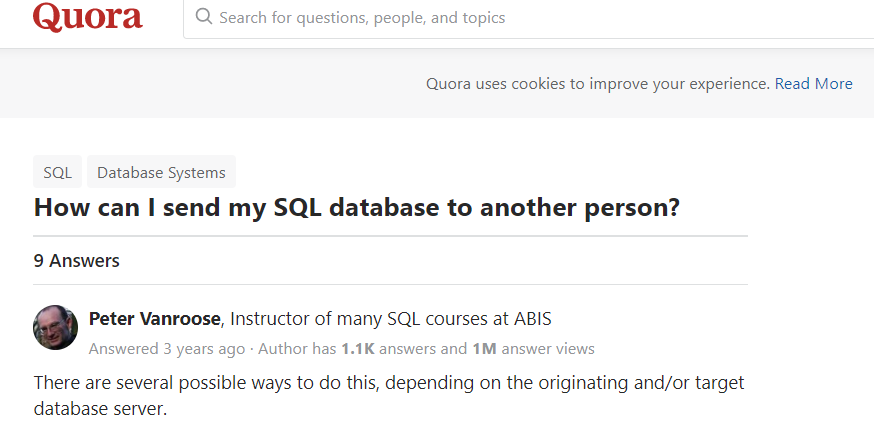 Quora
Search for questions, people, and topics
Quora uses cookies to improve your experience. Read More
SQL
Database Systems
How can I send my SQL database to another person?
9 Answers
Peter Vanroose, Instructor of many SQL courses at ABIS
Answered 3 years ago · Author has 1.1K answers and 1M answer views
There are several possible ways to do this, depending on the originating and/or target
database server.